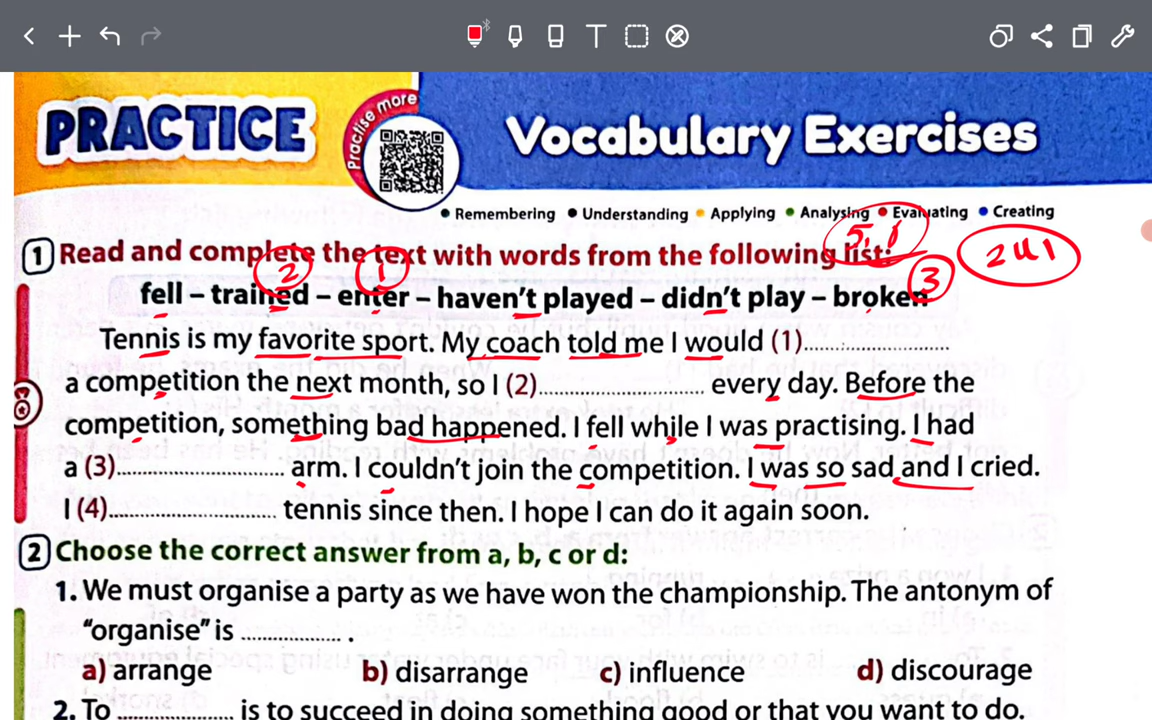 PRACTICE
Practise more
Vocabulary Exercises
Remembering Understanding Applying Analysing Evaluating Creating
5, 6
1 Read and complete the text with words from the following list:
2 1 3
fell – trained – enter – haven't played – didn't play – broken
Tennis is my favorite sport. My coach told me I would (1)........................
a competition the next month, so I (2)........................ every day. Before the
competition, something bad happened. I fell while I was practising. I had
a (3)........................ arm. I couldn't join the competition. I was so sad and I cried.
I (4)........................ tennis since then. I hope I can do it again soon.
2 Choose the correct answer from a, b, c or d:
1. We must organise a party as we have won the championship. The antonym of
"organise" is ................ .
a) arrange b) disarrange c) influence d) discourage
2. To ................ is to succeed in doing something good or that you want to do.